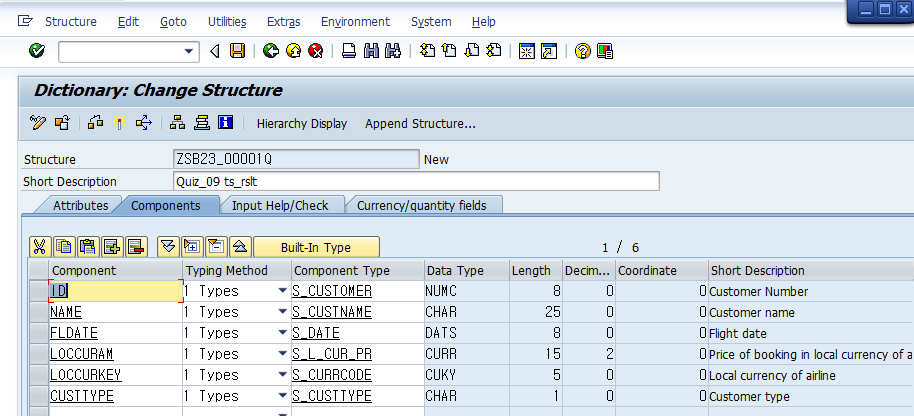 Structure Edit Goto Utilities Extras Environment System Help
Dictionary: Change Structure
Hierarchy Display Append Structure...
Structure ZSB23_00001Q New
Short Description Quiz_09 ts_rslt
Attributes Components Input Help/Check Currency/quantity fields
Built-In Type 1 / 6
Component Typing Method Component Type Data Type Length Decim... Coordinate Short Description
ID 1 Types S_CUSTOMER NUMC 8 0 0 Customer Number
NAME 1 Types S_CUSTNAME CHAR 25 0 0 Customer name
FLDATE 1 Types S_DATE DATS 8 0 0 Flight date
LOCCURAM 1 Types S_L_CUR_PR CURR 15 2 0 Price of booking in local currency of a
LOCCURKEY 1 Types S_CURRCODE CUKY 5 0 0 Local currency of airline
CUSTTYPE 1 Types S_CUSTTYPE CHAR 1 0 0 Customer type